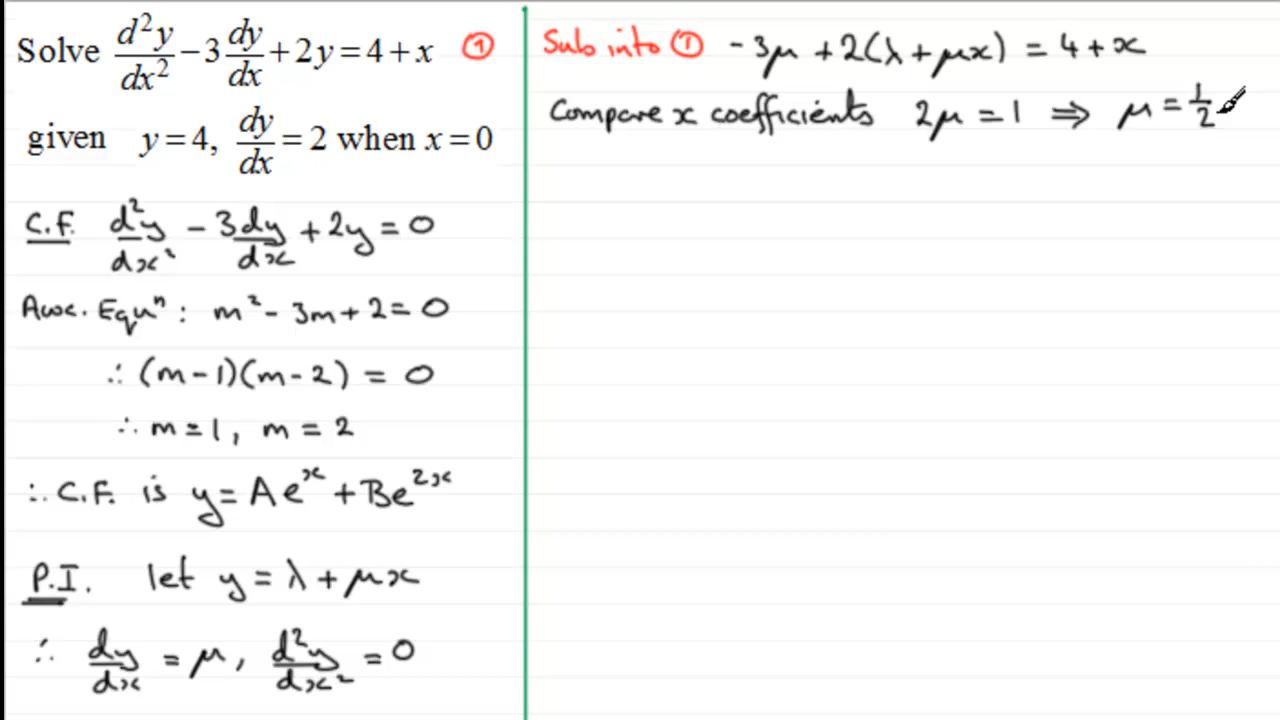 Solve d²y/dx² − 3 dy/dx + 2y = 4 + x ①
given y = 4, dy/dx = 2 when x = 0
C.F. d²y/dx² − 3dy/dx + 2y = 0
Aux. Equⁿ : m² − 3m + 2 = 0
∴ (m − 1)(m − 2) = 0
∴ m = 1, m = 2
∴ C.F. is y = Ae^x + Be^2x
P.I. let y = λ + μx
∴ dy/dx = μ, d²y/dx² = 0
Sub into ① −3μ + 2(λ + μx) = 4 + x
Compare x coefficients 2μ = 1 ⇒ μ = 1/2